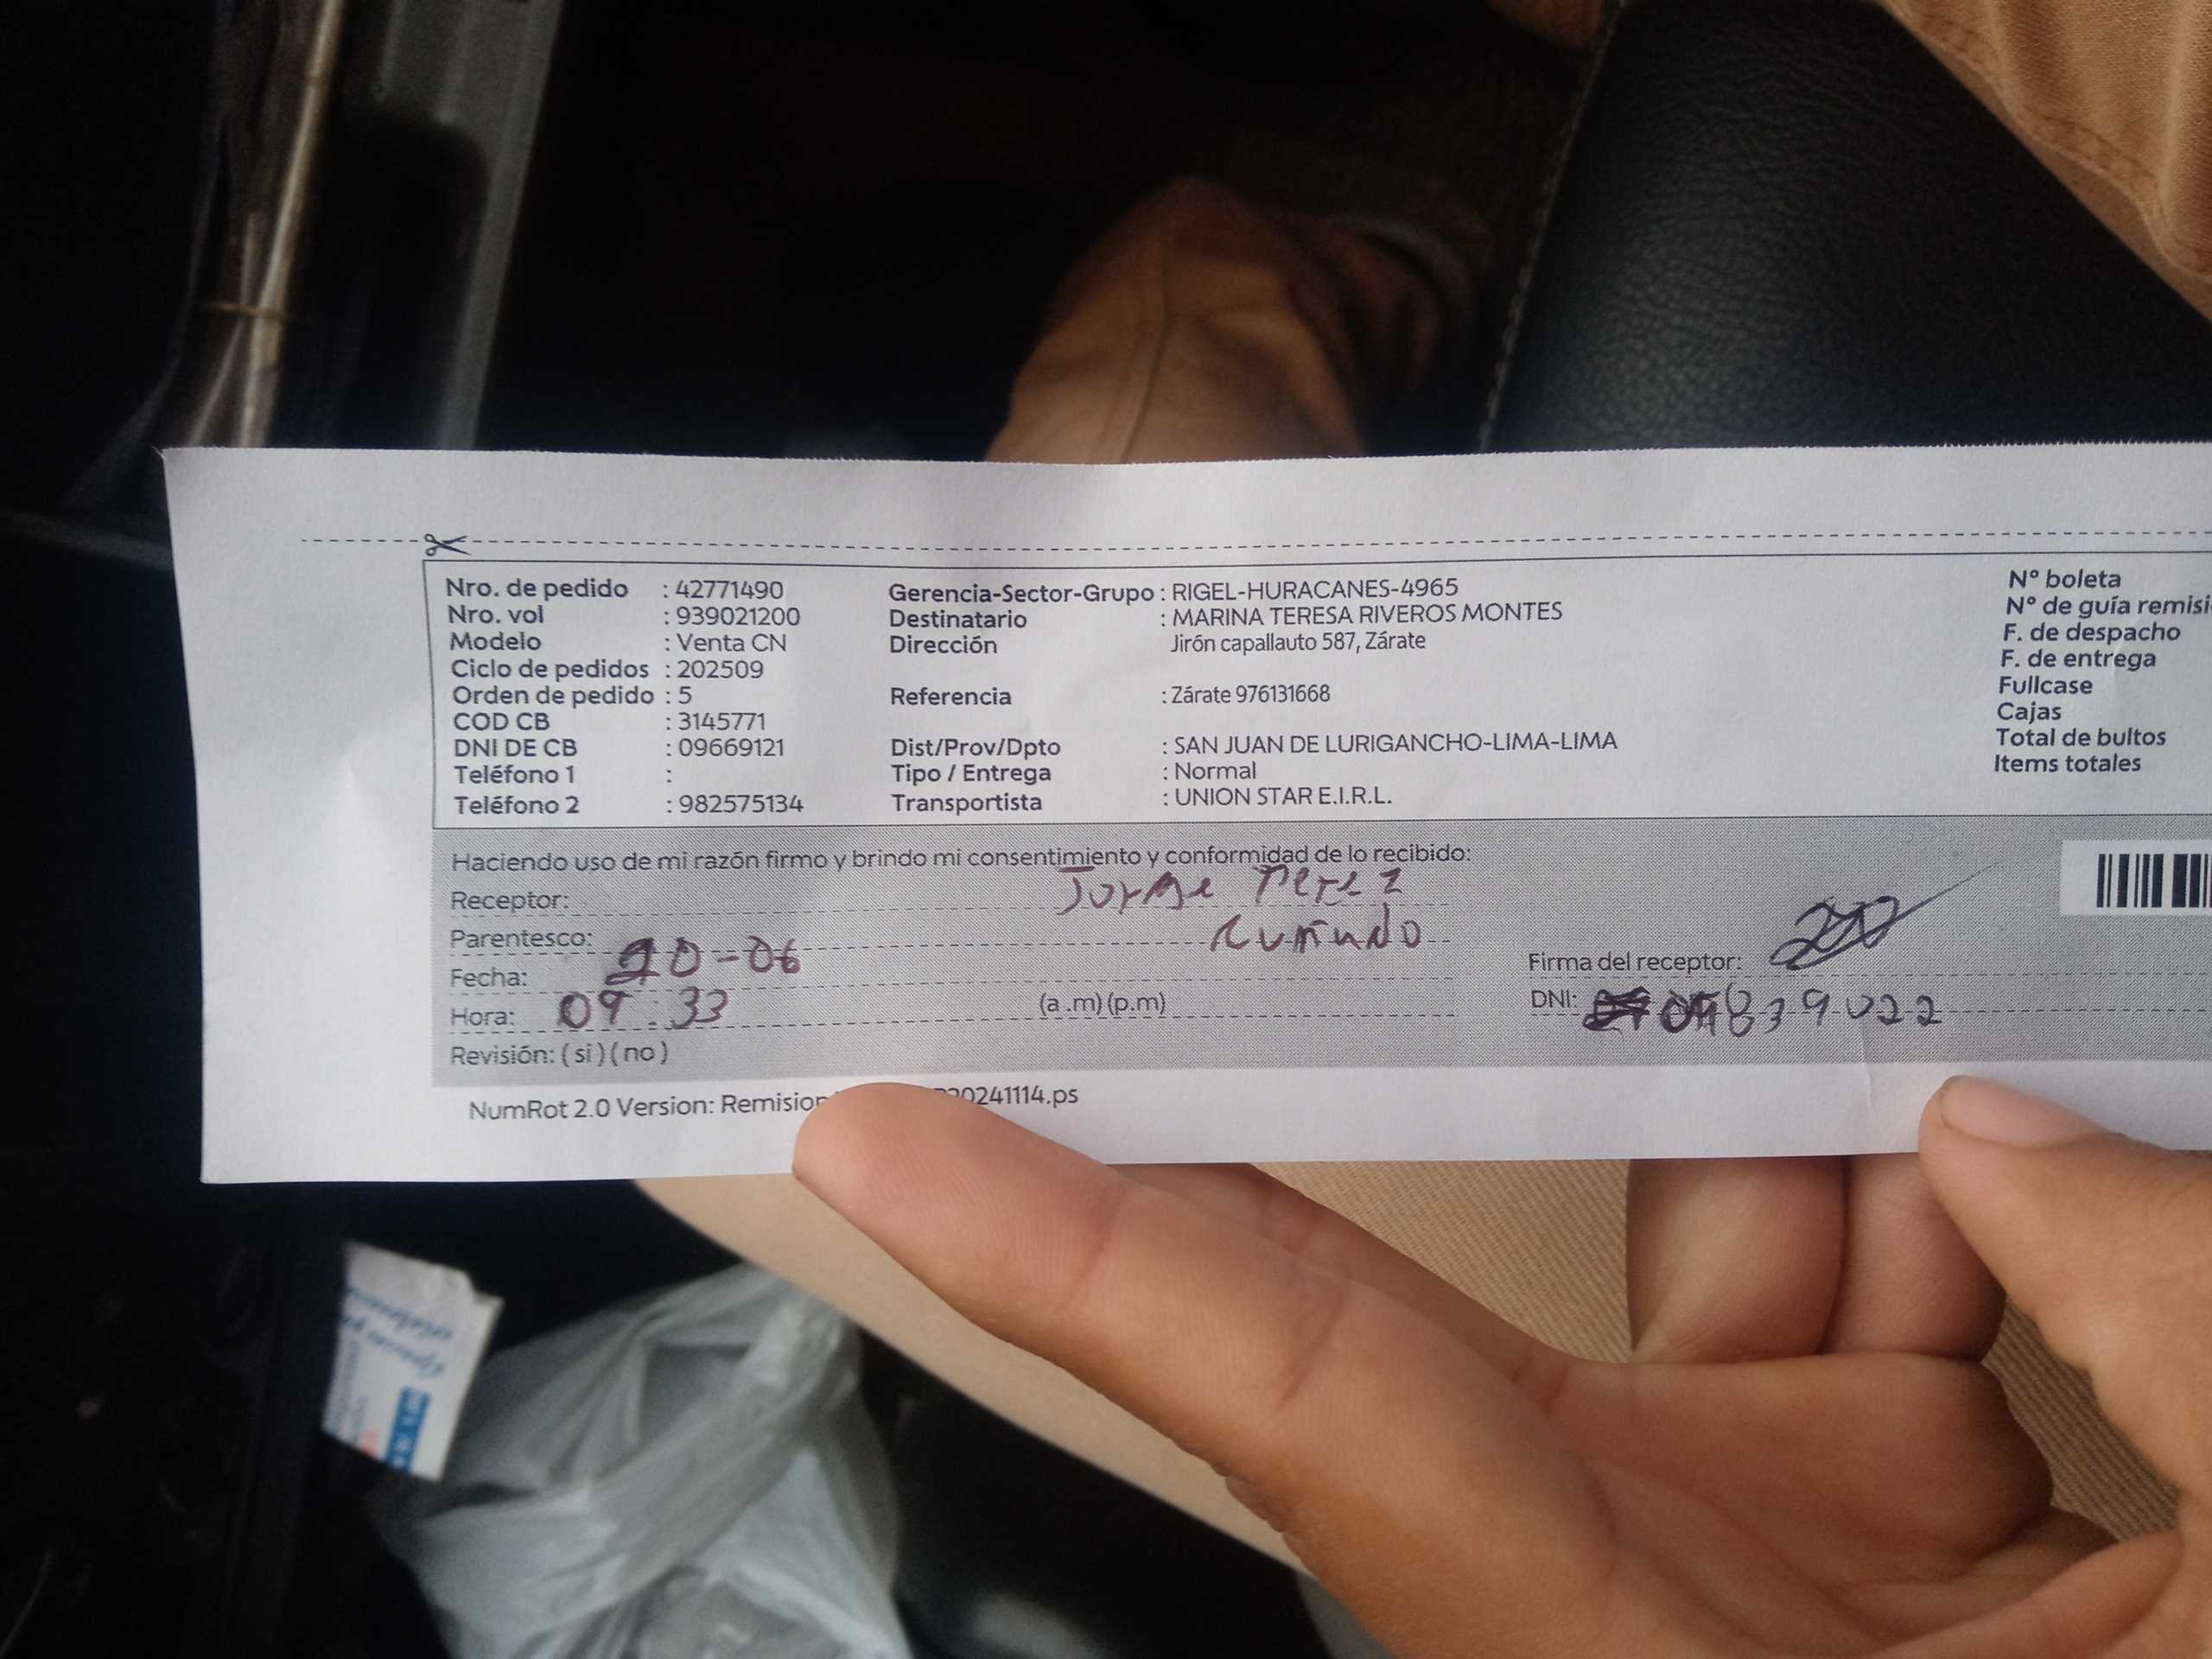 Nro. de pedido : 42771490
Nro. vol : 939021200
Modelo : Venta CN
Ciclo de pedidos : 202509
Orden de pedido : 5
COD CB : 3145771
DNI DE CB : 09669121
Teléfono 1 :
Teléfono 2 : 982575134
Gerencia-Sector-Grupo : RIGEL-HURACANES-4965
Destinatario : MARINA TERESA RIVEROS MONTES
Dirección Jirón capallauto 587, Zárate
Referencia : Zárate 976131668
Dist/Prov/Dpto : SAN JUAN DE LURIGANCHO-LIMA-LIMA
Tipo / Entrega : Normal
Transportista : UNION STAR E.I.R.L.
N° boleta
N° de guía remisi
F. de despacho
F. de entrega
Fullcase
Cajas
Total de bultos
Items totales
Haciendo uso de mi razón firmo y brindo mi consentimiento y conformidad de lo recibido:
Receptor: Jorge Perez
Parentesco: Cuñado
Fecha: 20-06
Hora: 09:33 (a .m) (p.m)
Revisión: ( si ) ( no )
Firma del receptor:
DNI: 09839022
NumRot 2.0 Version: Remision 20241114.ps